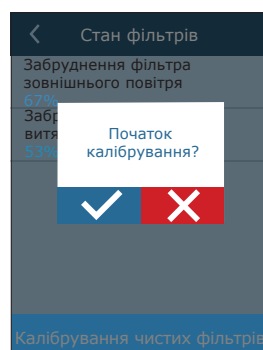 Стан фільтрів
Забруднення фільтра
зовнішнього повітря
67%
Забр
витя
53%
Початок
калібрування?
Калібрування чистих фільтрів